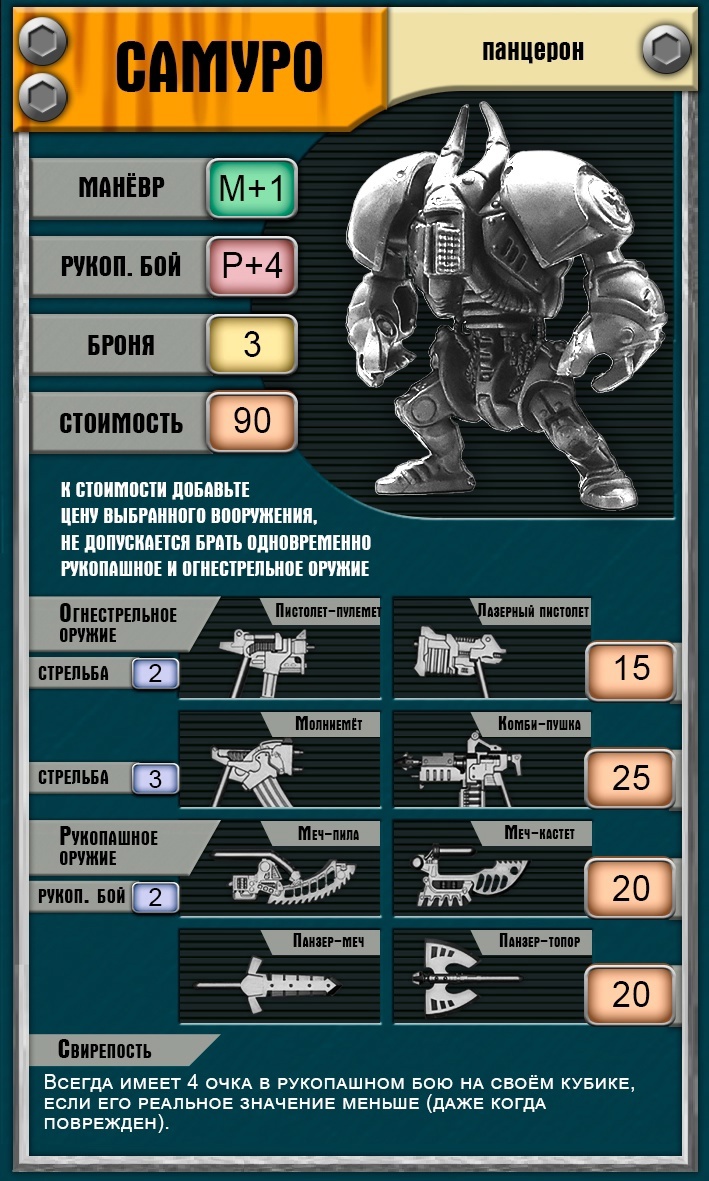 САМУРО
панцерон
МАНЁВР
М+1
РУКОП. БОЙ
Р+4
БРОНЯ
3
СТОИМОСТЬ
90
К СТОИМОСТИ ДОБАВЬТЕ
ЦЕНУ ВЫБРАННОГО ВООРУЖЕНИЯ,
НЕ ДОПУСКАЕТСЯ БРАТЬ ОДНОВРЕМЕННО
РУКОПАШНОЕ И ОГНЕСТРЕЛЬНОЕ ОРУЖИЕ
Огнестрельное
оружие
Пистолет-пулемет
Лазерный пистолет
СТРЕЛЬБА
2
15
Молниемёт
Комби-пушка
СТРЕЛЬБА
3
25
Рукопашное
оружие
Меч-пила
Меч-кастет
РУКОП. БОЙ
2
20
Панзер-меч
Панзер-топор
20
Свирепость
Всегда имеет 4 очка в рукопашном бою на своём кубике,
если его реальное значение меньше (даже когда
поврежден).